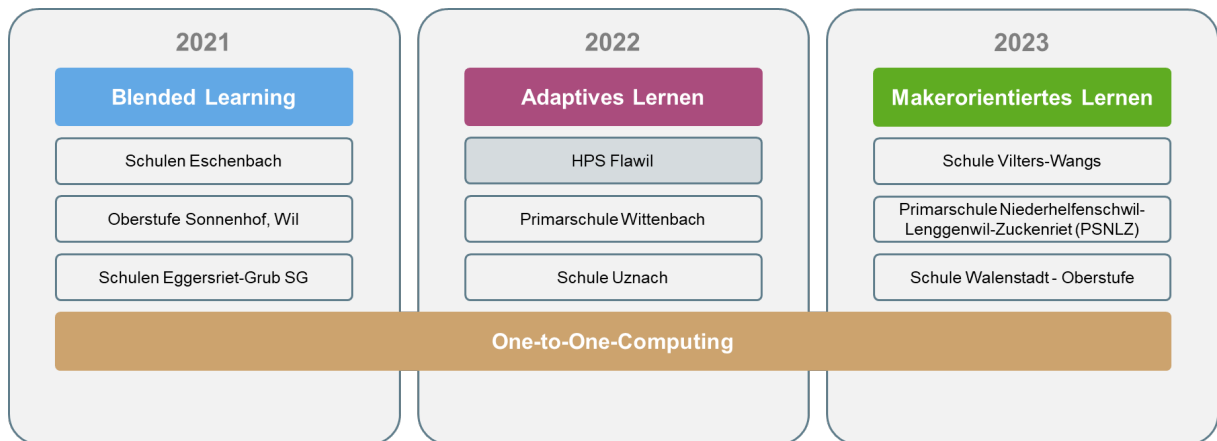 2021
Blended Learning
Schulen Eschenbach
Oberstufe Sonnenhof, Wil
Schulen Eggersriet-Grub SG
2022
Adaptives Lernen
HPS Flawil
Primarschule Wittenbach
Schule Uznach
2023
Makerorientiertes Lernen
Schule Vilters-Wangs
Primarschule Niederhelfenschwil-
Lenggenwil-Zuckenriet (PSNLZ)
Schule Walenstadt - Oberstufe
One-to-One-Computing